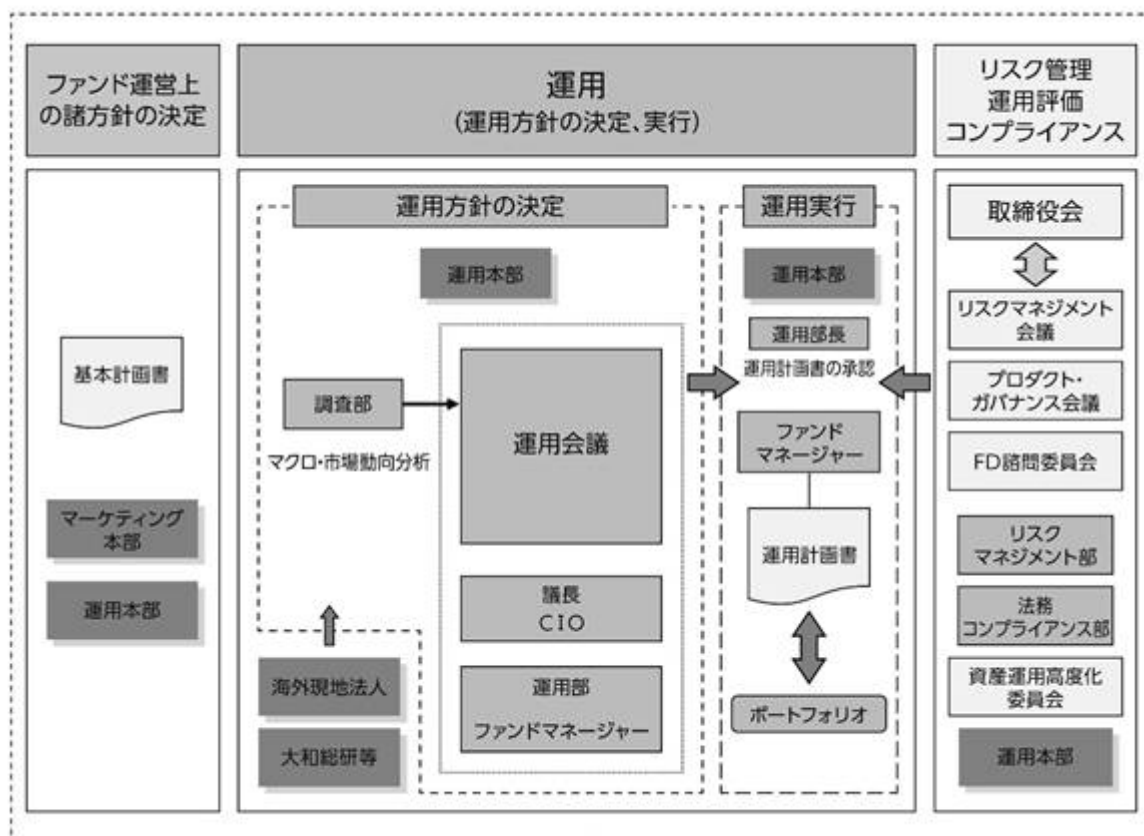 ファンド運営上
の諸方針の決定
運用
(運用方針の決定、実行)
リスク管理
運用評価
コンプライアンス
基本計画書
マーケティング
本部
運用本部
運用方針の決定
運用本部
調査部
マクロ・市場動向分析
運用会議
議長
CIO
運用部
ファンドマネージャー
海外現地法人
大和総研等
運用実行
運用本部
運用部長
運用計画書の承認
ファンド
マネージャー
運用計画書
ポートフォリオ
取締役会
リスクマネジメント
会議
プロダクト・
ガバナンス会議
FD諮問委員会
リスク
マネジメント部
法務
コンプライアンス部
資産運用高度化
委員会
運用本部